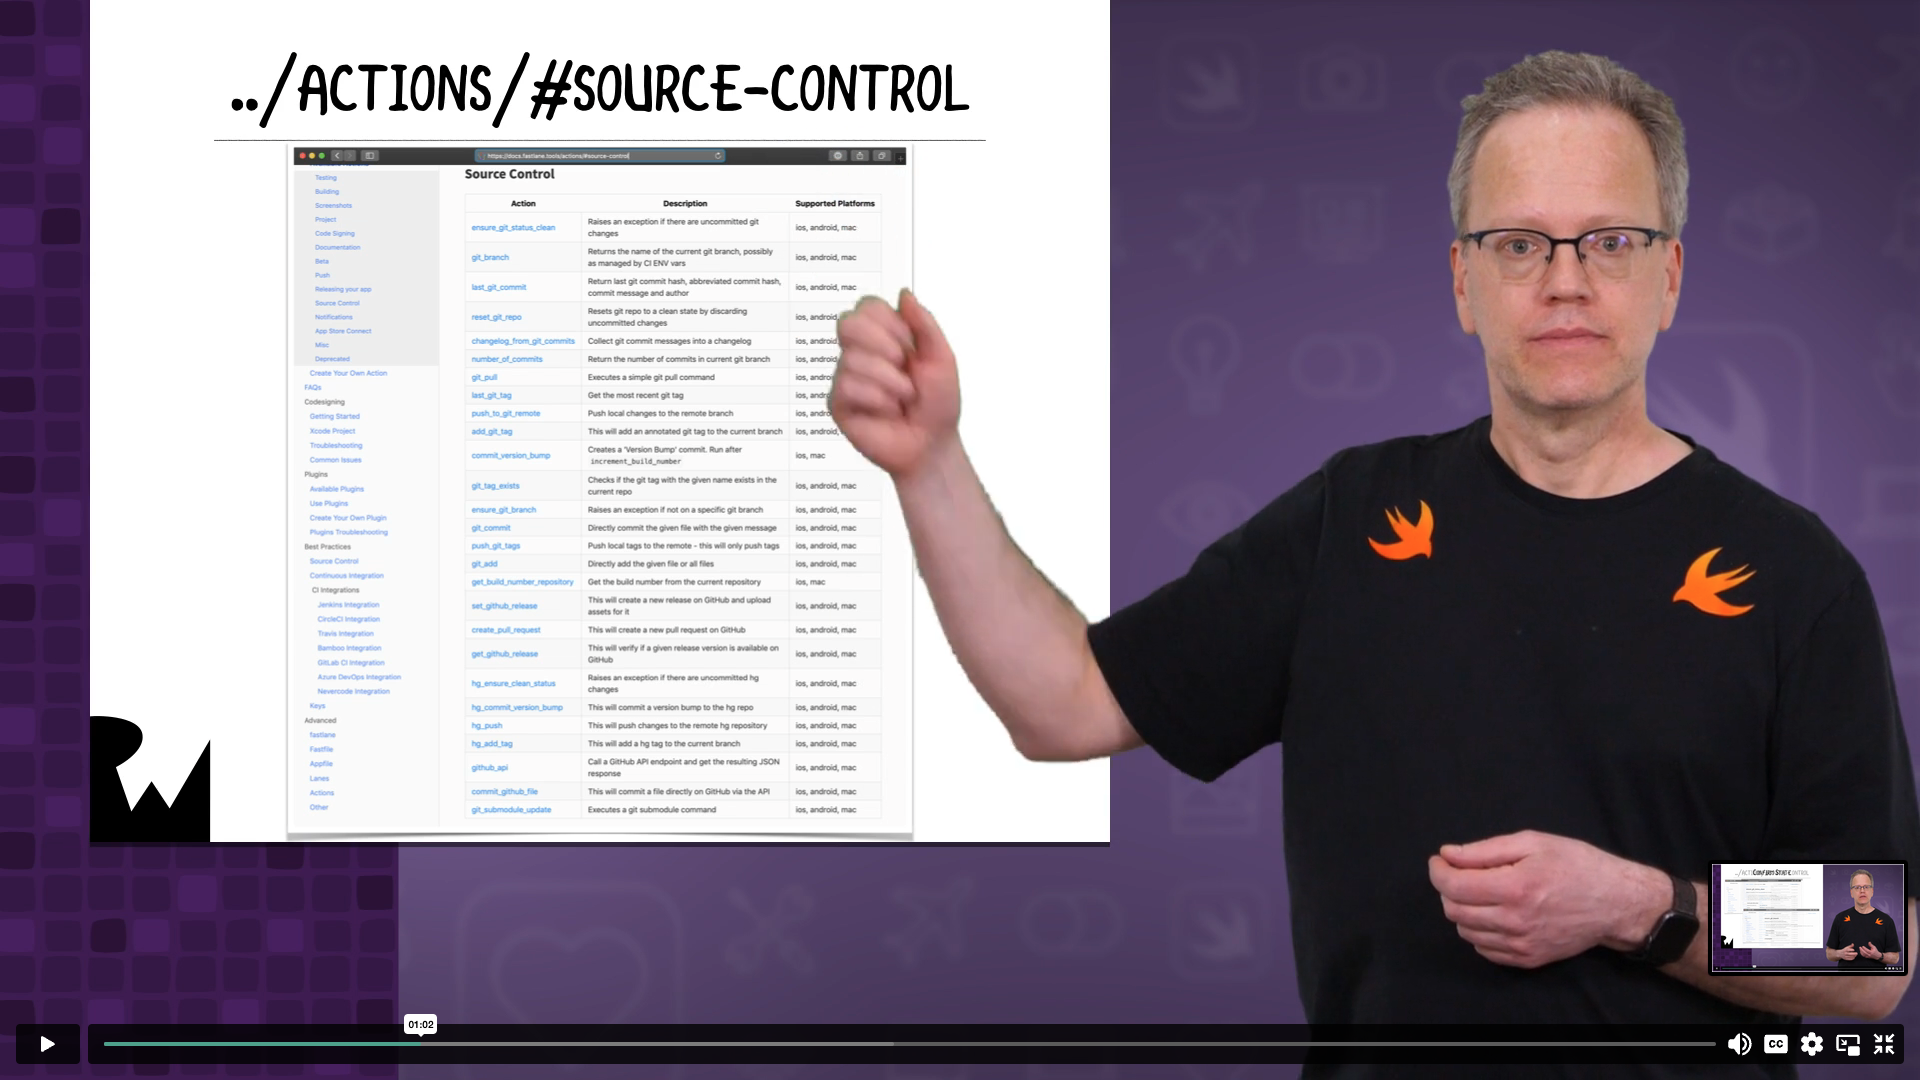 ../ACTIONS/#SOURCE-CONTROL
https://docs.fastlane.tools/actions/#source-control
Testing
Building
Screenshots
Project
Code Signing
Documentation
Beta
Push
Releasing your app
Source Control
Notifications
App Store Connect
Misc
Deprecated
Create Your Own Action
FAQs
Codesigning
Getting Started
Xcode Project
Troubleshooting
Common Issues
Plugins
Available Plugins
Use Plugins
Create Your Own Plugin
Plugins Troubleshooting
Best Practices
Source Control
Continuous Integration
CI Integrations
Jenkins Integration
CircleCI Integration
Travis Integration
Bamboo Integration
GitLab CI Integration
Azure DevOps Integration
Nevercode Integration
Keys
Advanced
fastlane
Fastfile
Appfile
Lanes
Actions
Other
Source Control
Action Description Supported Platforms
ensure_git_status_clean Raises an exception if there are uncommitted git changes ios, android, mac
git_branch Returns the name of the current git branch, possibly as managed by CI ENV vars ios, android, mac
last_git_commit Return last git commit hash, abbreviated commit hash, commit message and author ios, android, mac
reset_git_repo Resets git repo to a clean state by discarding uncommitted changes ios, android,
changelog_from_git_commits Collect git commit messages into a changelog ios, android
number_of_commits Return the number of commits in current git branch ios, android
git_pull Executes a simple git pull command ios,
last_git_tag Get the most recent git tag ios,
push_to_git_remote Push local changes to the remote branch ios,
add_git_tag This will add an annotated git tag to the current branch ios, android,
commit_version_bump Creates a 'Version Bump' commit. Run after increment_build_number ios, mac
git_tag_exists Checks if the git tag with the given name exists in the current repo ios, android, mac
ensure_git_branch Raises an exception if not on a specific git branch ios, android, mac
git_commit Directly commit the given file with the given message ios, android, mac
push_git_tags Push local tags to the remote - this will only push tags ios, android, mac
git_add Directly add the given file or all files ios, android, mac
get_build_number_repository Get the build number from the current repository ios, mac
set_github_release This will create a new release on GitHub and upload assets for it ios, android, mac
create_pull_request This will create a new pull request on GitHub ios, android, mac
get_github_release This will verify if a given release version is available on GitHub ios, android, mac
hg_ensure_clean_status Raises an exception if there are uncommitted hg changes ios, android, mac
hg_commit_version_bump This will commit a version bump to the hg repo ios, android, mac
hg_push This will push changes to the remote hg repository ios, android, mac
hg_add_tag This will add a hg tag to the current branch ios, android, mac
github_api Call a GitHub API endpoint and get the resulting JSON response ios, android, mac
commit_github_file This will commit a file directly on GitHub via the API ios, android, mac
git_submodule_update Executes a git submodule command ios, android, mac
01:02
CC